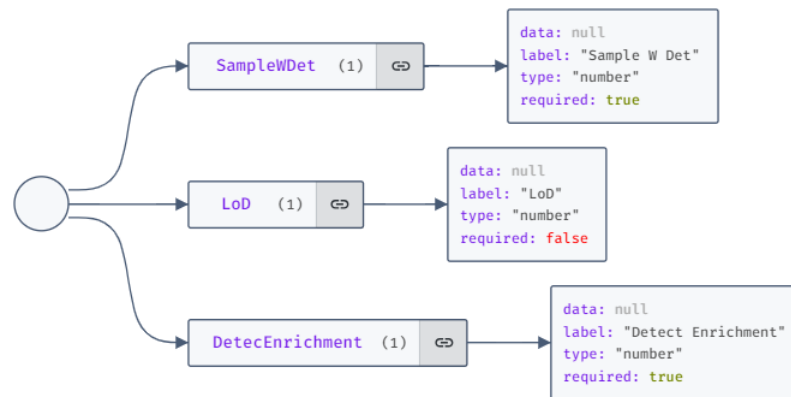 SampleWDet (1)
data: null
label: "Sample W Det"
type: "number"
required: true
LoD (1)
data: null
label: "LoD"
type: "number"
required: false
DetecEnrichment (1)
data: null
label: "Detect Enrichment"
type: "number"
required: true